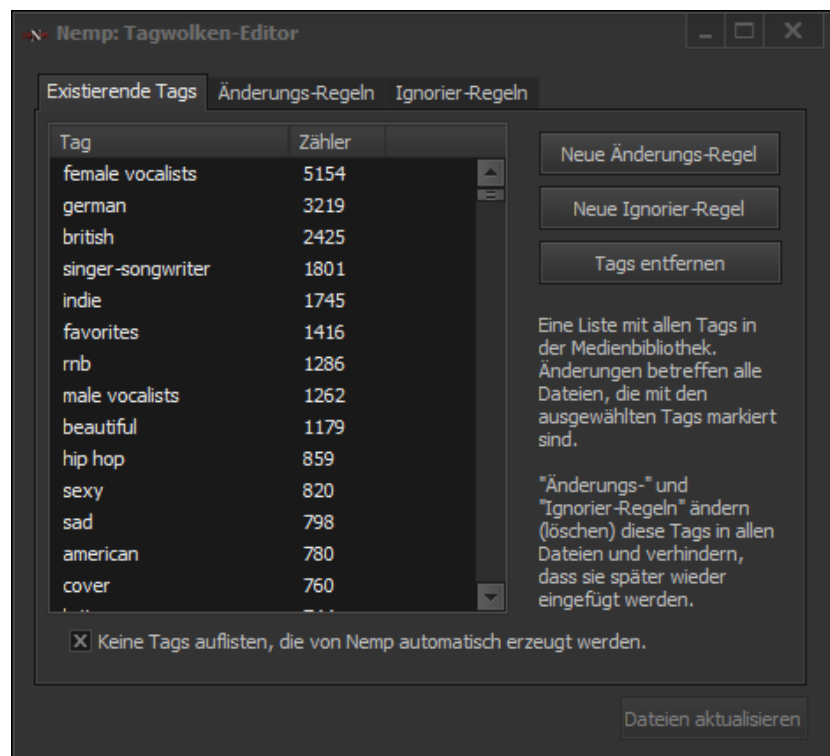 Nemp: Tagwolken-Editor
Existierende Tags Änderungs-Regeln Ignorier-Regeln
Tag Zähler
female vocalists 5154
german 3219
british 2425
singer-songwriter 1801
indie 1745
favorites 1416
rnb 1286
male vocalists 1262
beautiful 1179
hip hop 859
sexy 820
sad 798
american 780
cover 760
Neue Änderungs-Regel
Neue Ignorier-Regel
Tags entfernen
Eine Liste mit allen Tags in
der Medienbibliothek.
Änderungen betreffen alle
Dateien, die mit den
ausgewählten Tags markiert
sind.
"Änderungs-" und
"Ignorier-Regeln" ändern
(löschen) diese Tags in allen
Dateien und verhindern,
dass sie später wieder
eingefügt werden.
Keine Tags auflisten, die von Nemp automatisch erzeugt werden.
Dateien aktualisieren